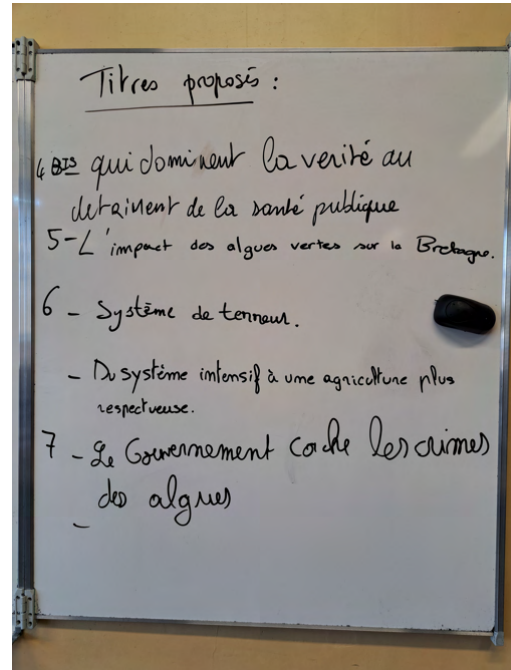 Titres proposés :
4 BIS qui dominent la verité au
detriment de la santé publique
5-L'impact des algues vertes sur la Bretagne.
6 - Système de terreur.
- Du système intensif à une agriculture plus
respectueuse.
7 - Le Gouvernement cache les crimes
des algues
-